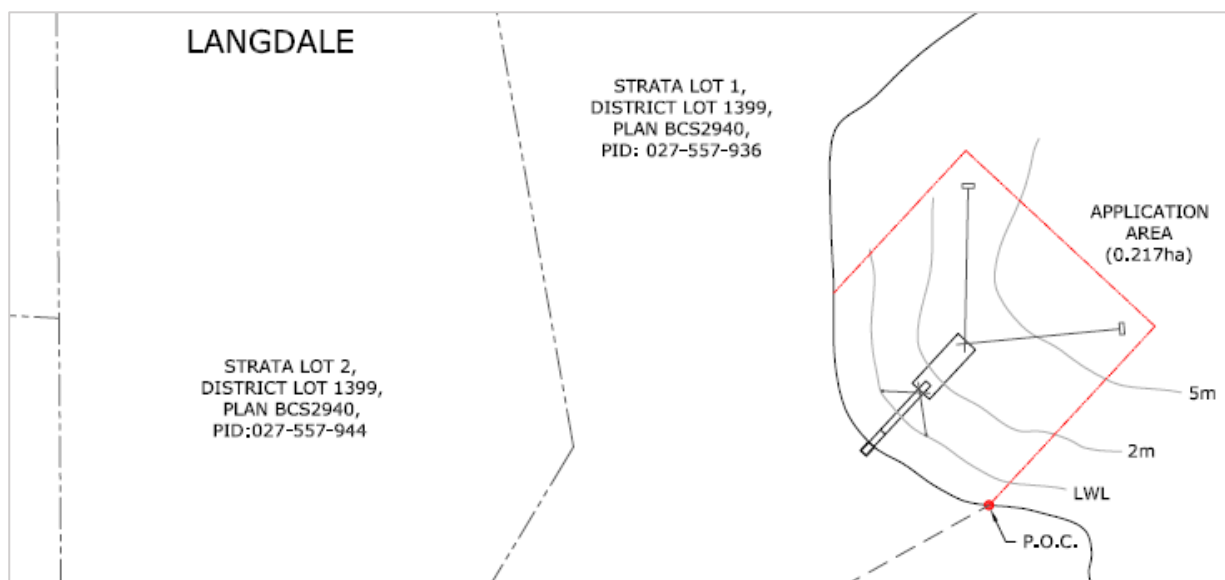 LANGDALE
STRATA LOT 1,
DISTRICT LOT 1399,
PLAN BCS2940,
PID: 027-557-936
APPLICATION
AREA
(0.217ha)
STRATA LOT 2,
DISTRICT LOT 1399,
PLAN BCS2940,
PID:027-557-944
5m
2m
LWL
P.O.C.